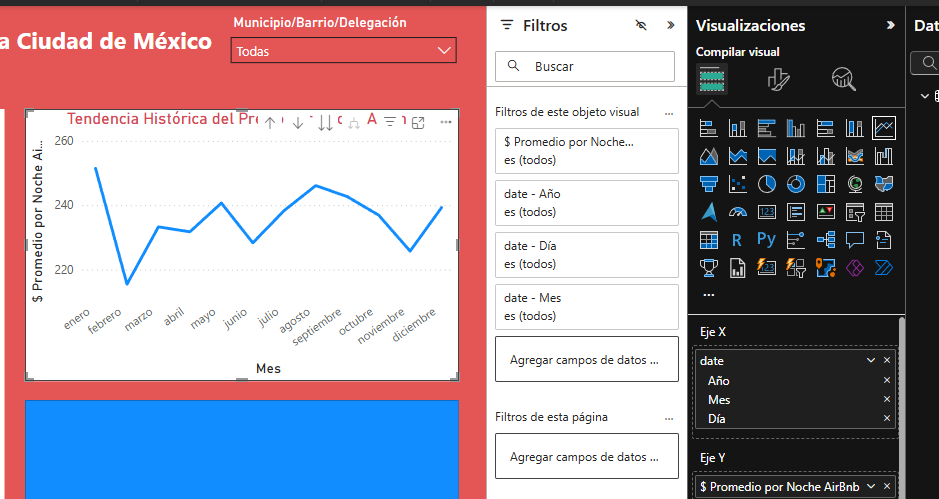 a Ciudad de México
Municipio/Barrio/Delegación
Todas
Tendencia Histórica del
$ Promedio por Noche Ai...
260
240
220
enero
febrero
marzo
abril
mayo
junio
julio
agosto
septiembre
octubre
noviembre
diciembre
Mes
Filtros
Buscar
Filtros de este objeto visual
...
$ Promedio por Noche...
es (todos)
date - Año
es (todos)
date - Día
es (todos)
date - Mes
es (todos)
Agregar campos de datos ...
Filtros de esta página
...
Agregar campos de datos ...
Visualizaciones
Compilar visual
123
R
Py
123
...
Eje X
date
Año
Mes
Día
Eje Y
$ Promedio por Noche AirBnb
Dat